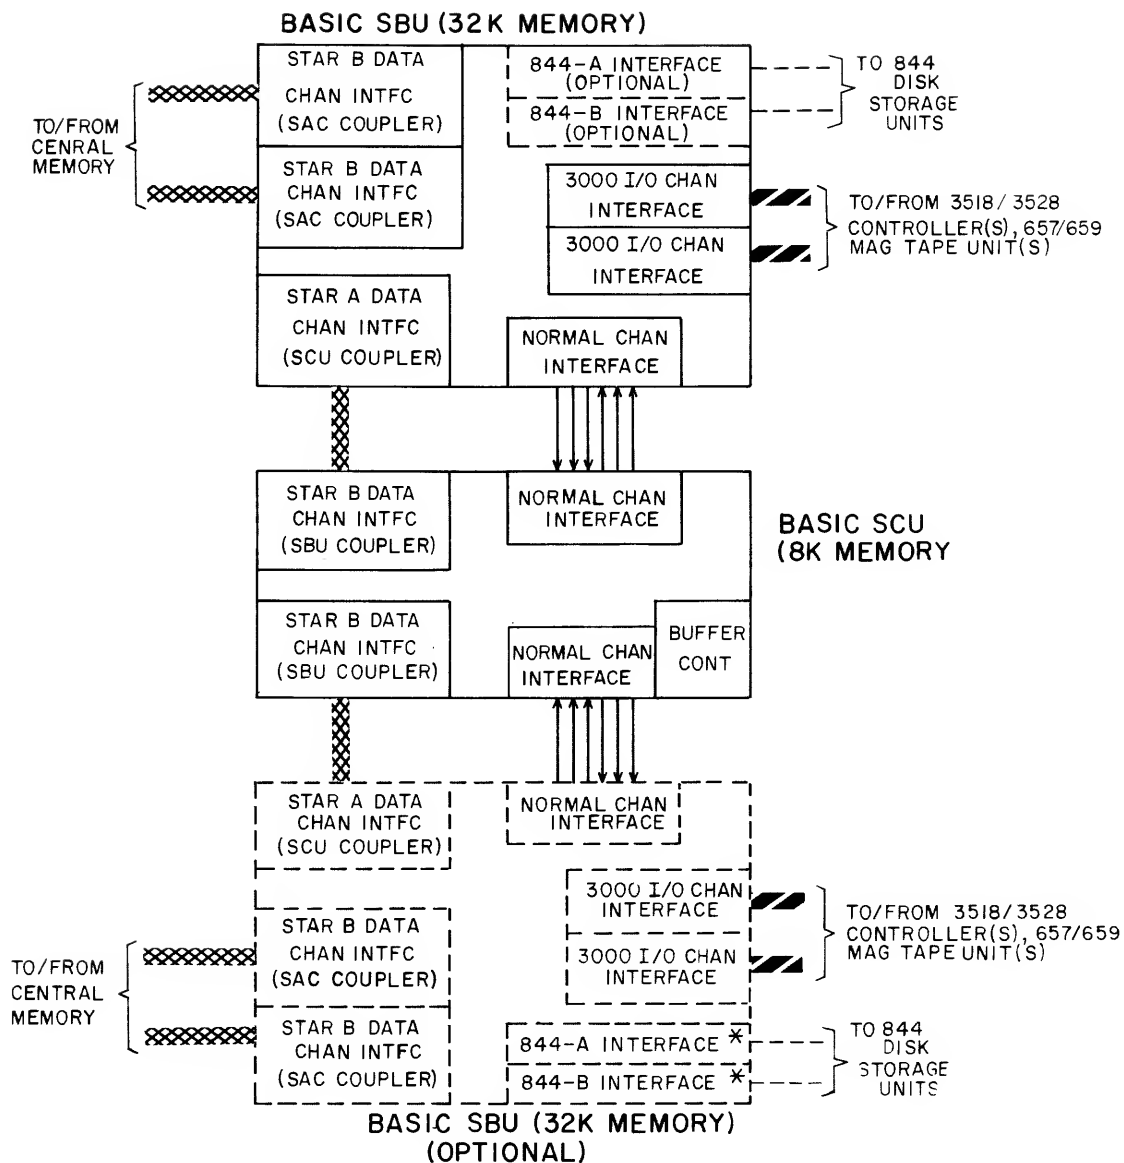 BASIC SBU (32K MEMORY)
STAR B DATA
CHAN INTFC
(SAC COUPLER)
STAR B DATA
CHAN INTFC
(SAC COUPLER)
STAR A DATA
CHAN INTFC
(SCU COUPLER)
TO/FROM
CENRAL
MEMORY
844-A INTERFACE
(OPTIONAL)
844-B INTERFACE
(OPTIONAL)
TO 844
DISK
STORAGE
UNITS
3000 I/O CHAN
INTERFACE
3000 I/O CHAN
INTERFACE
TO/FROM 3518/3528
CONTROLLER(S), 657/659
MAG TAPE UNIT(S)
NORMAL CHAN
INTERFACE
STAR B DATA
CHAN INTFC
(SBU COUPLER)
NORMAL CHAN
INTERFACE
BASIC SCU
(8K MEMORY
STAR B DATA
CHAN INTFC
(SBU COUPLER)
NORMAL CHAN
INTERFACE
BUFFER
CONT
STAR A DATA
CHAN INTFC
(SCU COUPLER)
NORMAL CHAN
INTERFACE
3000 I/O CHAN
INTERFACE
3000 I/O CHAN
INTERFACE
TO/FROM 3518/3528
CONTROLLER(S), 657/659
MAG TAPE UNIT(S)
STAR B DATA
CHAN INTFC
(SAC COUPLER)
STAR B DATA
CHAN INTFC
(SAC COUPLER)
TO/FROM
CENTRAL
MEMORY
844-A INTERFACE *
844-B INTERFACE *
TO 844
DISK
STORAGE
UNITS
BASIC SBU (32K MEMORY)
(OPTIONAL)